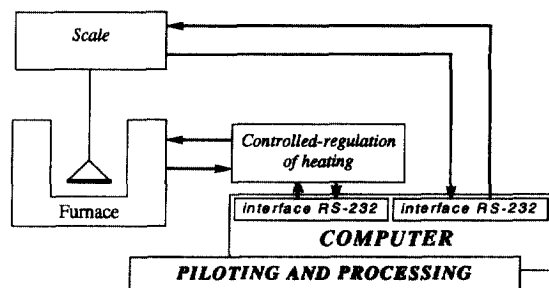 Scale
Controlled-regulation
of heating
Furnace
interface RS-232
interface RS-232
COMPUTER
PILOTING AND PROCESSING